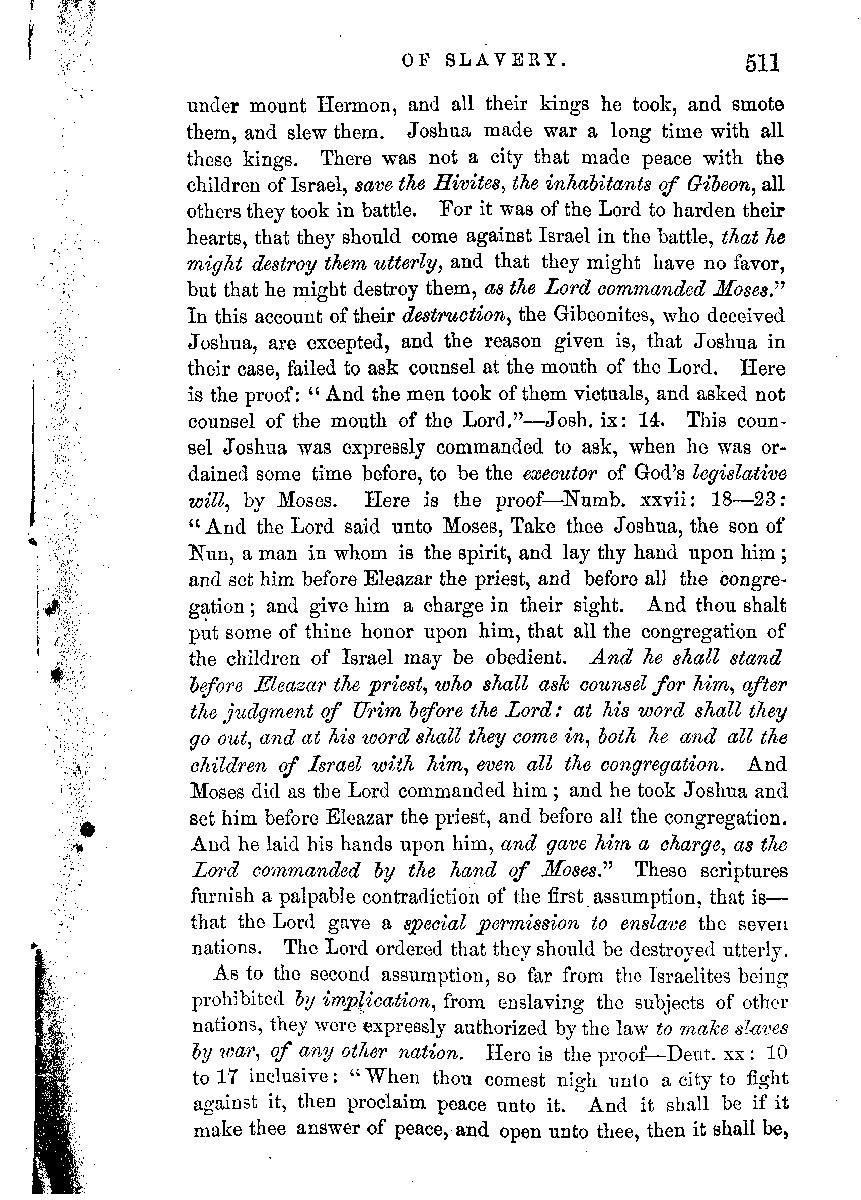 OF SLAVERY. 511
under mount Hermon, and all their kings he took, and smote
them, and slew them. Joshua made war a long time with all
these kings. There was not a city that made peace with the
children of Israel, save the Hivites, the inhabitants of Gibeon, all
others they took in battle. For it was of the Lord to harden their
hearts, that they should come against Israel in the battle, that he
might destroy them utterly, and that they might have no favor,
but that he might destroy them, as the Lord commanded Moses."
In this account of their destruction, the Gibeonites, who deceived
Joshua, are excepted, and the reason given is, that Joshua in
their case, failed to ask counsel at the mouth of the Lord. Here
is the proof: "And the men took of them victuals, and asked not
counsel of the mouth of the Lord."—Josh. ix: 14. This coun-
sel Joshua was expressly commanded to ask, when he was or-
dained some time before, to be the executor of God's legislative
will, by Moses. Here is the proof—Numb. xxvii: 18—23:
"And the Lord said unto Moses, Take thee Joshua, the son of
Nun, a man in whom is the spirit, and lay thy hand upon him;
and set him before Eleazar the priest, and before all the congre-
gation; and give him a charge in their sight. And thou shalt
put some of thine honor upon him, that all the congregation of
the children of Israel may be obedient. And he shall stand
before Eleazar the priest, who shall ask counsel for him, after
the judgment of Urim before the Lord: at his word shall they
go out, and at his word shall they come in, both he and all the
children of Israel with him, even all the congregation. And
Moses did as the Lord commanded him; and he took Joshua and
set him before Eleazar the priest, and before all the congregation.
And he laid his hands upon him, and gave him a charge, as the
Lord commanded by the hand of Moses." These scriptures
furnish a palpable contradiction of the first assumption, that is—
that the Lord gave a special permission to enslave the seven
nations. The Lord ordered that they should be destroyed utterly.
As to the second assumption, so far from the Israelites being
prohibited by implication, from enslaving the subjects of other
nations, they were expressly authorized by the law to make slaves
by war, of any other nation. Here is the proof—Deut. xx: 10
to 17 inclusive: "When thou comest nigh unto a city to fight
against it, then proclaim peace unto it. And it shall be if it
make thee answer of peace, and open unto thee, then it shall be,